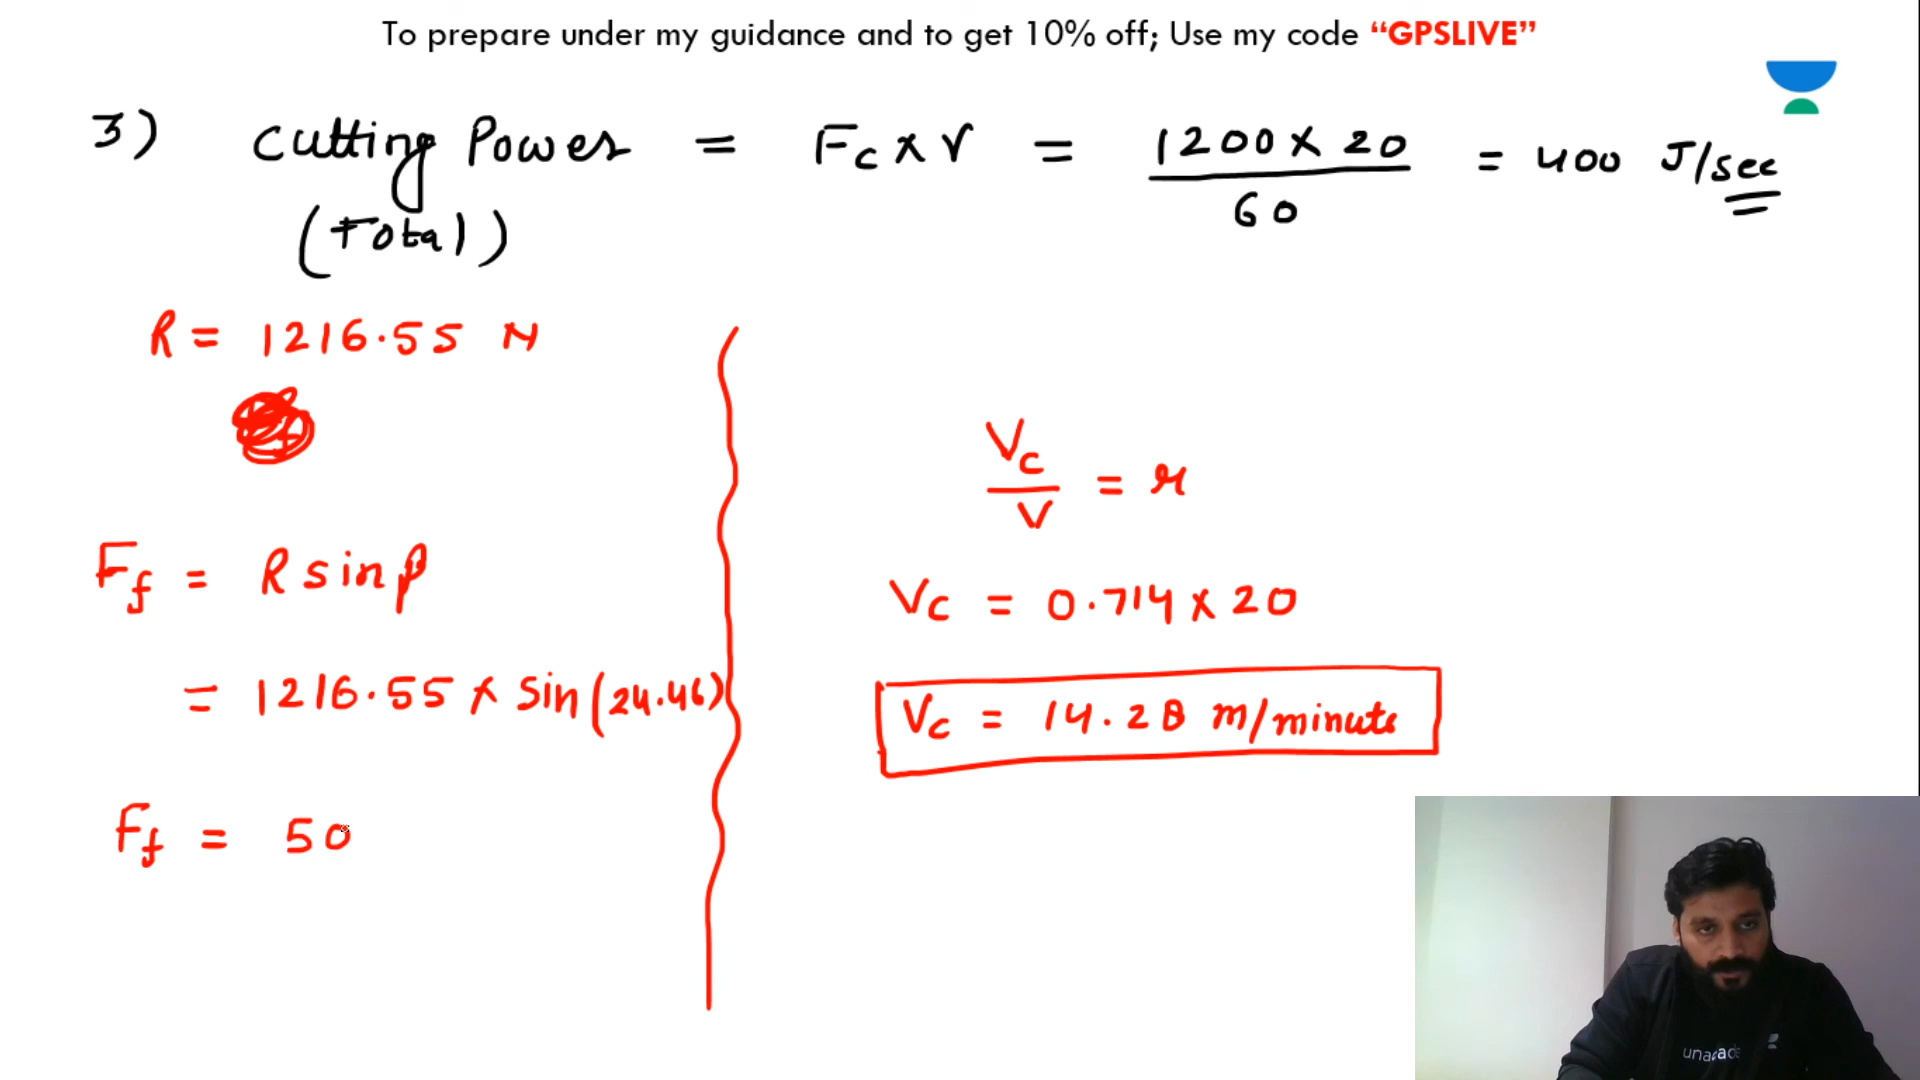 To prepare under my guidance and to get 10% off; Use my code “GPSLIVE”
3) Cutting Power = Fc x V = 1200 x 20 / 60 = 400 J/sec
(Total)
R = 1216.55 N
Ff = R sin β
= 1216.55 x sin(24.46)
Ff = 50
Vc / V = r
Vc = 0.714 x 20
Vc = 14.28 m/minute